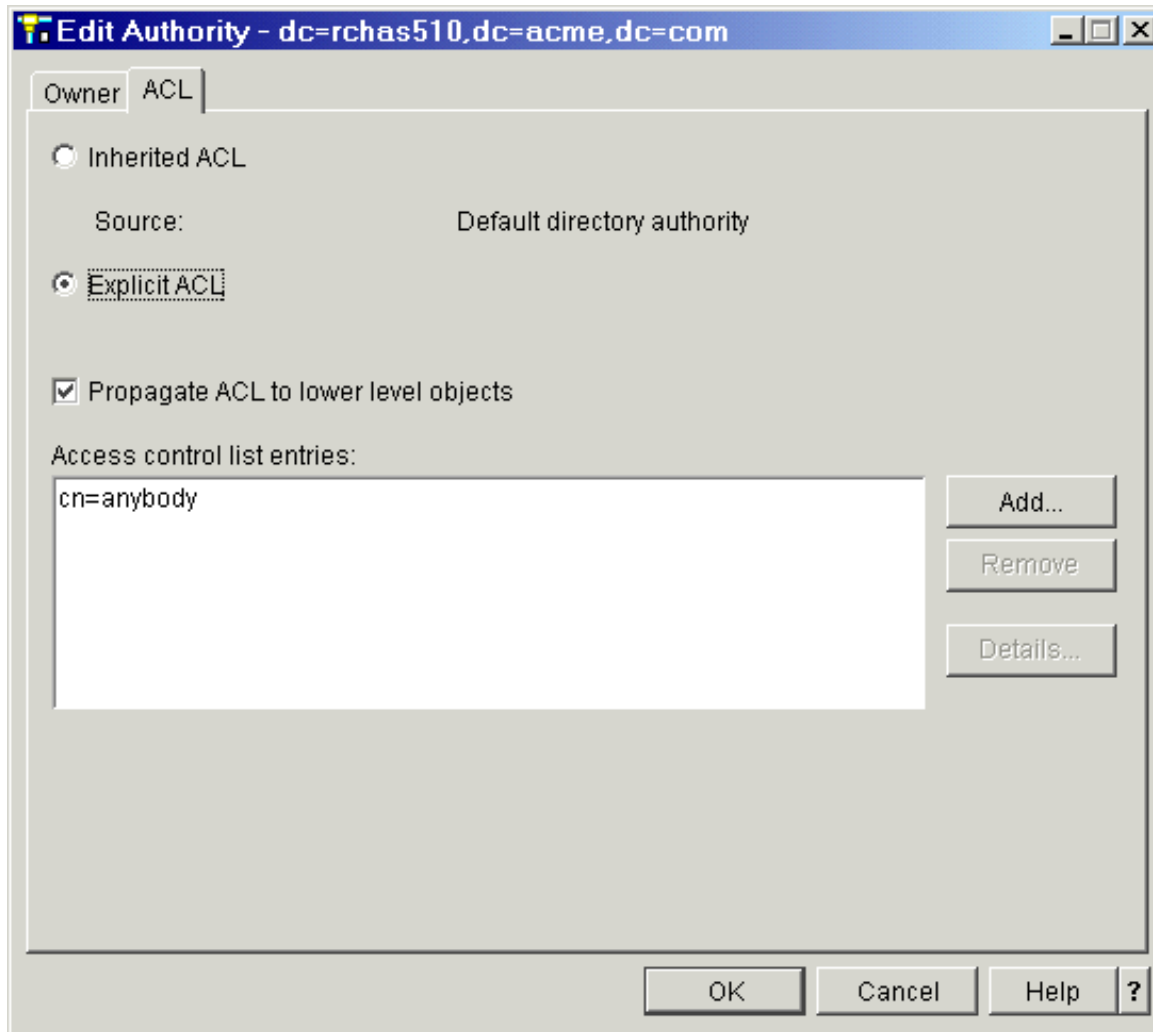 Edit Authority - dc=rchas510,dc=acme,dc=com
Owner ACL
Inherited ACL
Source: Default directory authority
Explicit ACL
Propagate ACL to lower level objects
Access control list entries:
cn=anybody
Add...
Remove
Details...
OK Cancel Help ?